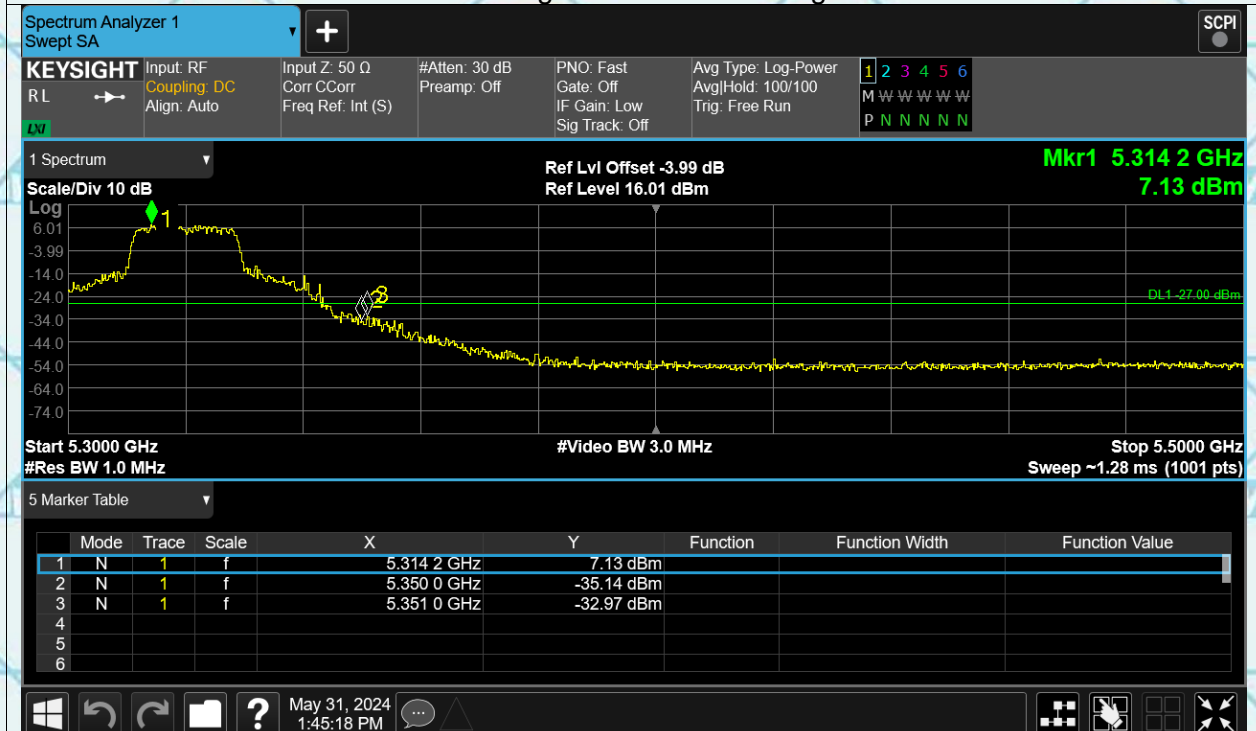 Spectrum Analyzer 1
Swept SA
+
SCPI
KEYSIGHT
RL
LXI
Input: RF
Coupling: DC
Align: Auto
Input Z: 50 Ω
Corr CCorr
Freq Ref: Int (S)
#Atten: 30 dB
Preamp: Off
PNO: Fast
Gate: Off
IF Gain: Low
Sig Track: Off
Avg Type: Log-Power
Avg|Hold: 100/100
Trig: Free Run
1 2 3 4 5 6
M W W W W W W
P N N N N N N
1 Spectrum
Scale/Div 10 dB
Ref Lvl Offset -3.99 dB
Ref Level 16.01 dBm
Mkr1 5.314 2 GHz
7.13 dBm
Log
6.01
-3.99
-14.0
-24.0
-34.0
-44.0
-54.0
-64.0
-74.0
1
2
3
DL1 -27.00 dBm
Start 5.3000 GHz
#Video BW 3.0 MHz
Stop 5.5000 GHz
#Res BW 1.0 MHz
Sweep ~1.28 ms (1001 pts)
5 Marker Table
Mode Trace Scale X Y Function Function Width Function Value
1 N 1 f 5.314 2 GHz 7.13 dBm
2 N 1 f 5.350 0 GHz -35.14 dBm
3 N 1 f 5.351 0 GHz -32.97 dBm
4
5
6
?
May 31, 2024
1:45:18 PM